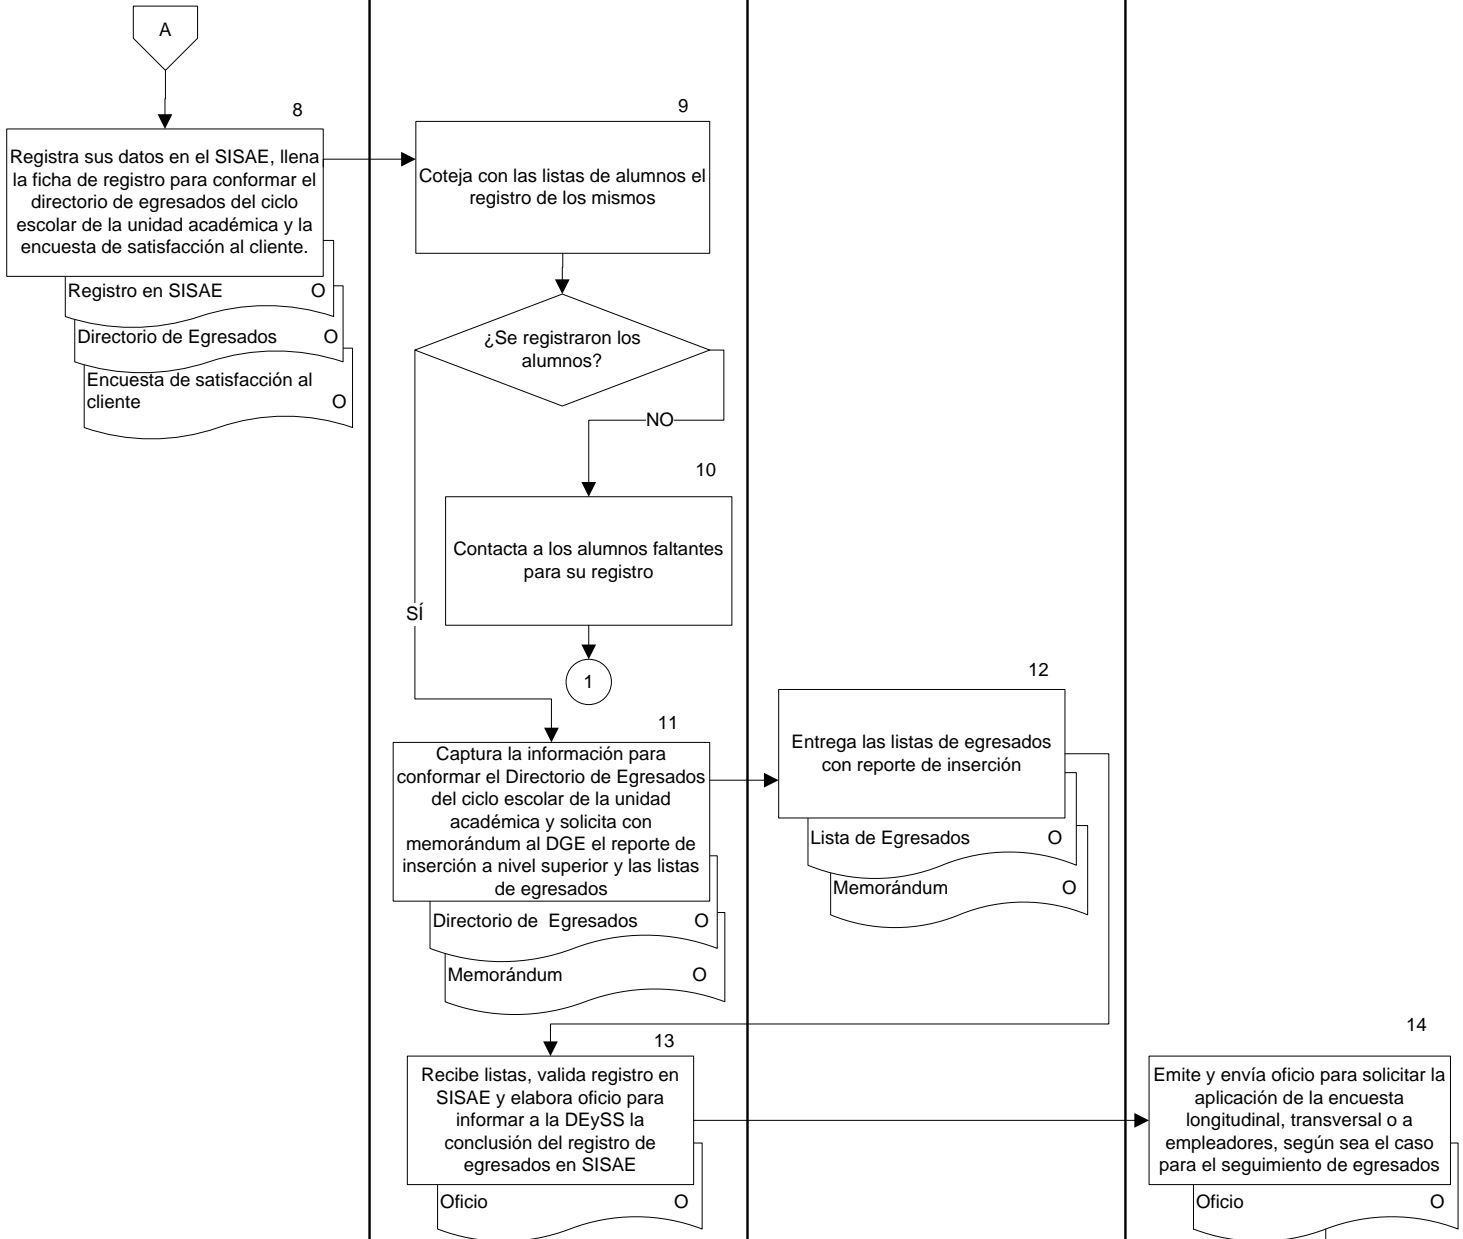 A
8
Registra sus datos en el SISAE, llena
la ficha de registro para conformar el
directorio de egresados del ciclo
escolar de la unidad académica y la
encuesta de satisfacción al cliente.
Registro en SISAE O
Directorio de Egresados O
Encuesta de satisfacción al
cliente O
9
Coteja con las listas de alumnos el
registro de los mismos
¿Se registraron los
alumnos?
NO
10
Contacta a los alumnos faltantes
para su registro
SÍ
1
11
Captura la información para
conformar el Directorio de Egresados
del ciclo escolar de la unidad
académica y solicita con
memorándum al DGE el reporte de
inserción a nivel superior y las listas
de egresados
Directorio de Egresados O
Memorándum O
12
Entrega las listas de egresados
con reporte de inserción
Lista de Egresados O
Memorándum O
13
Recibe listas, valida registro en
SISAE y elabora oficio para
informar a la DEySS la
conclusión del registro de
egresados en SISAE
Oficio O
14
Emite y envía oficio para solicitar la
aplicación de la encuesta
longitudinal, transversal o a
empleadores, según sea el caso
para el seguimiento de egresados
Oficio O